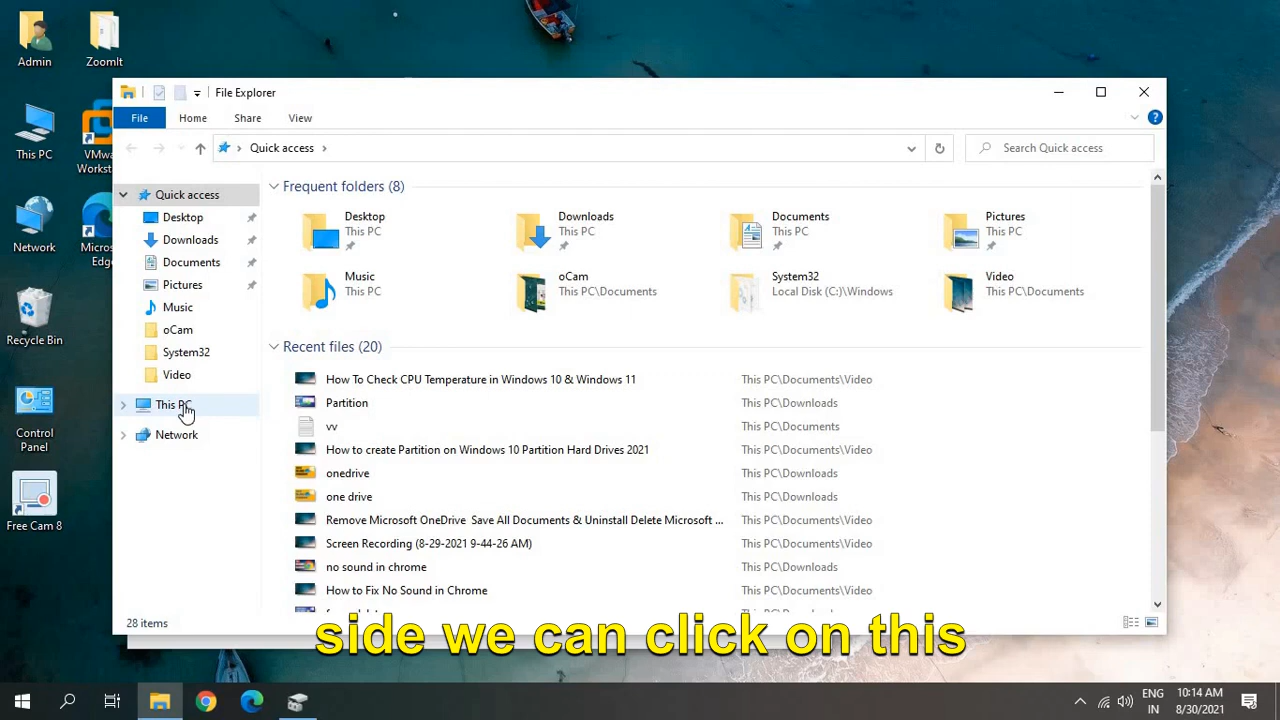 Admin
ZoomIt
This PC
VMwa
Workst...
Network
Micros
Edg
Recycle Bin
Control
Panel
Free Cam 8
File Explorer
File
Home
Share
View
Quick access
Search Quick access
Quick access
Desktop
Downloads
Documents
Pictures
Music
oCam
System32
Video
This PC
Network
Frequent folders (8)
Desktop
This PC
Downloads
This PC
Documents
This PC
Pictures
This PC
Music
This PC
oCam
This PC\Documents
System32
Local Disk (C:)\Windows
Video
This PC\Documents
Recent files (20)
How To Check CPU Temperature in Windows 10 & Windows 11 This PC\Documents\Video
Partition This PC\Downloads
vv This PC\Documents
How to create Partition on Windows 10 Partition Hard Drives 2021 This PC\Documents\Video
onedrive This PC\Downloads
one drive This PC\Downloads
Remove Microsoft OneDrive Save All Documents & Uninstall Delete Microsoft ... This PC\Documents\Video
Screen Recording (8-29-2021 9-44-26 AM) This PC\Documents\Video
no sound in chrome This PC\Downloads
How to Fix No Sound in Chrome This PC\Documents\Video
28 items
side we can click on this
ENG
IN
10:14 AM
8/30/2021